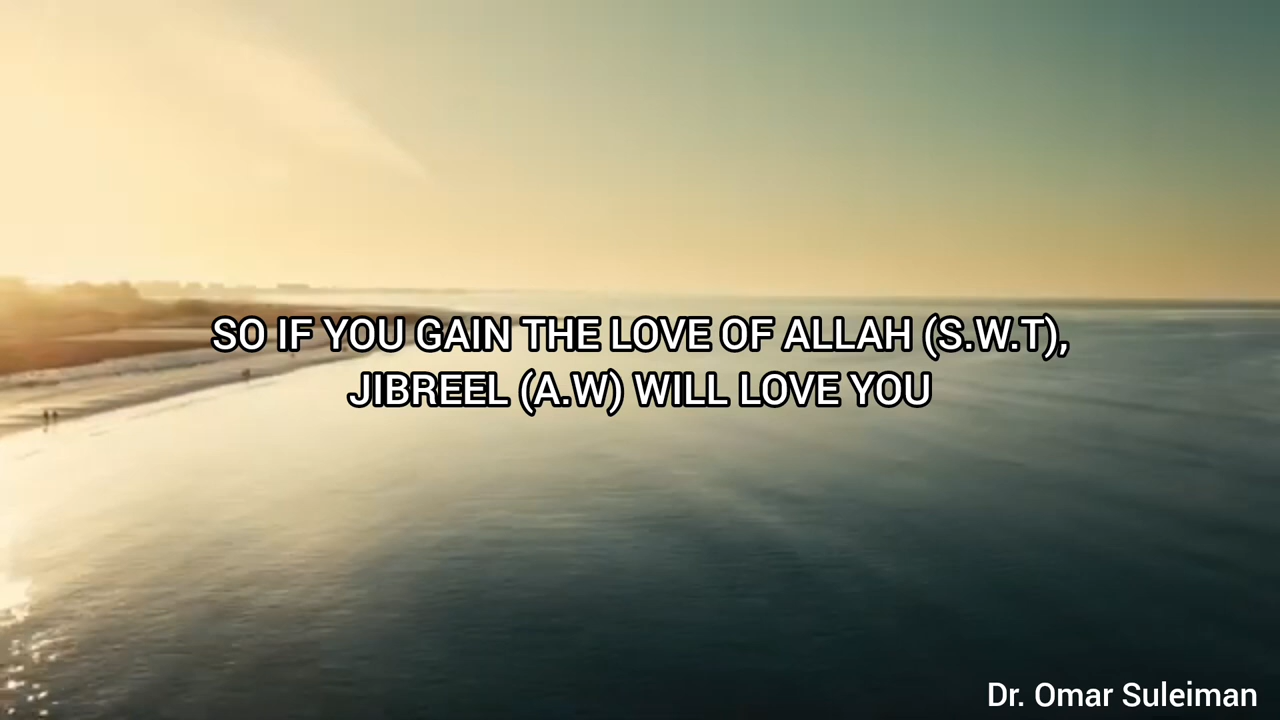 SO IF YOU GAIN THE LOVE OF ALLAH (S.W.T),
JIBREEL (A.W) WILL LOVE YOU
Dr. Omar Suleiman